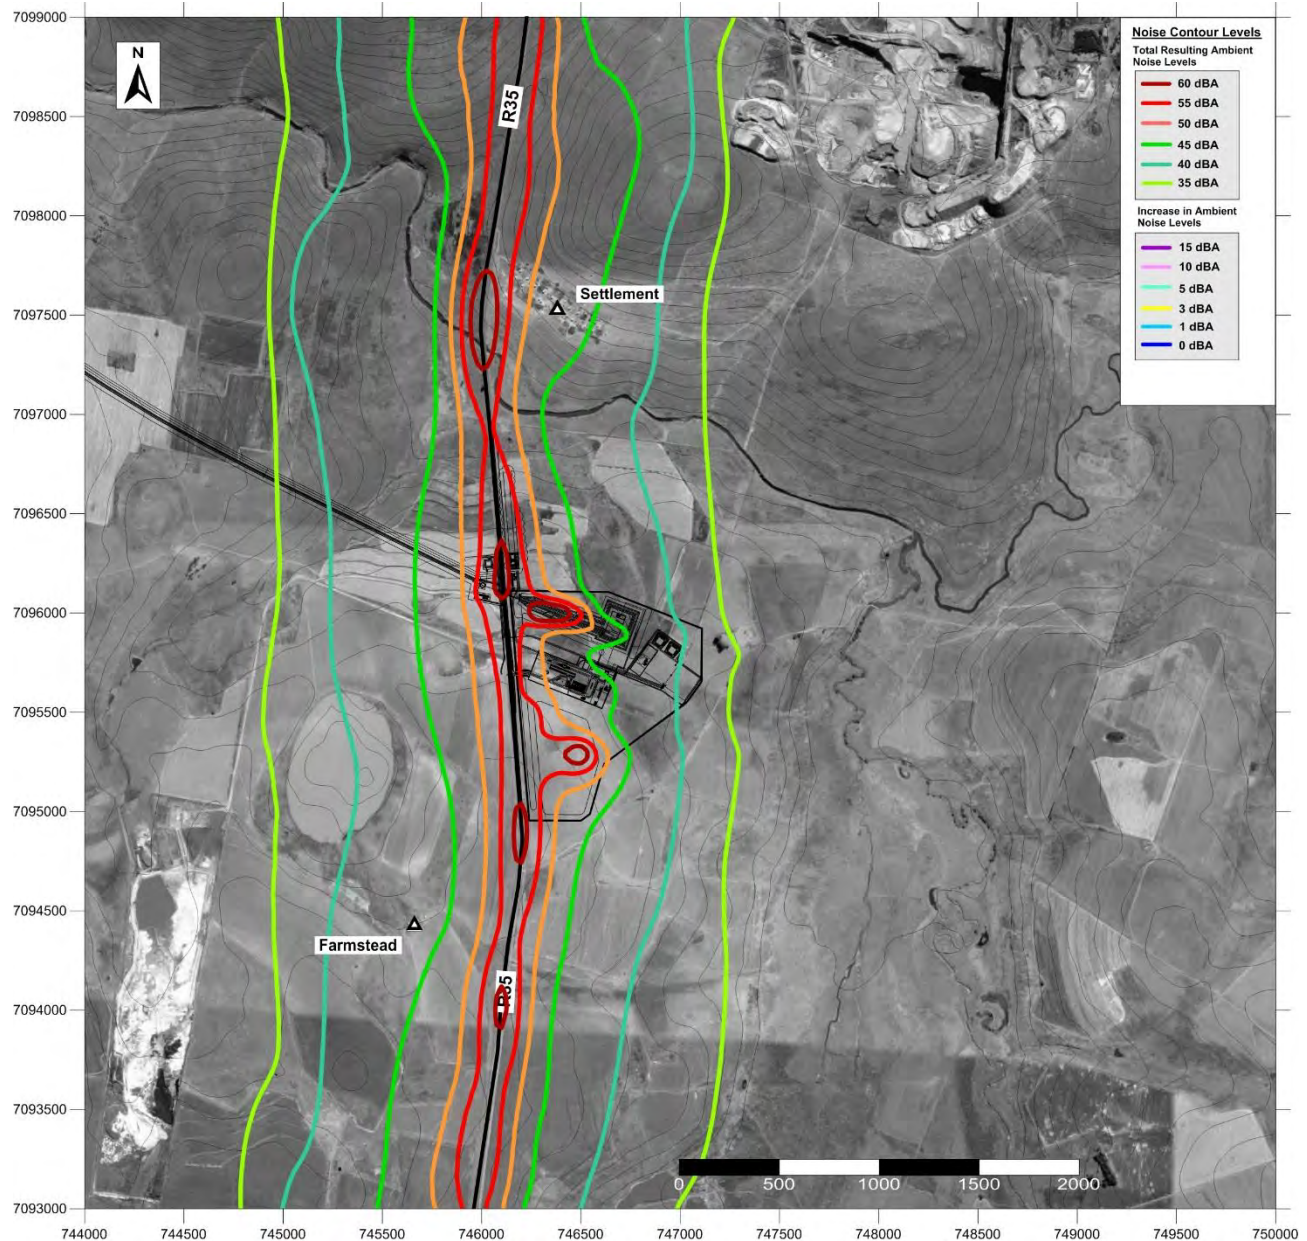 7099000
7098500
7098000
7097500
7097000
7096500
7096000
7095500
7095000
7094500
7094000
7093500
7093000
N
R35
Settlement
Farmstead
R35
Noise Contour Levels
Total Resulting Ambient
Noise Levels
60 dBA
55 dBA
50 dBA
45 dBA
40 dBA
35 dBA
Increase in Ambient
Noise Levels
15 dBA
10 dBA
5 dBA
3 dBA
1 dBA
0 dBA
0 500 1000 1500 2000
744000 744500 745000 745500 746000 746500 747000 747500 748000 748500 749000 749500 750000